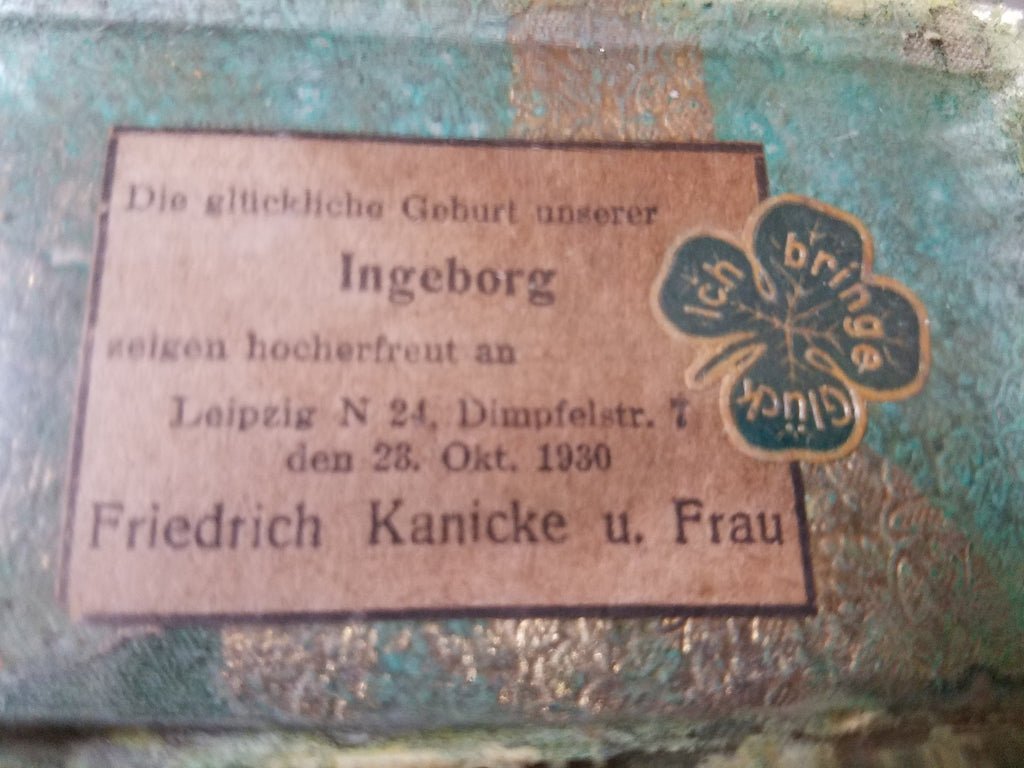 Die glückliche Geburt unserer
Ingeborg
zeigen hocherfreut an
Leipzig N 24, Dimpfelstr. 7
den 23. Okt. 1930
Friedrich Kanicke u. Frau
Ich bringe Glück